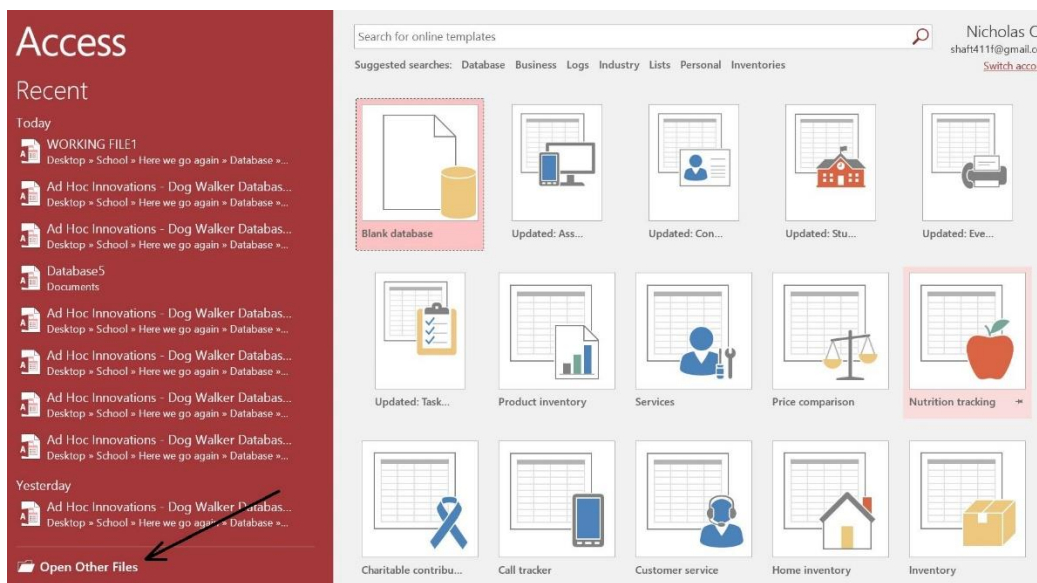 Access
Recent
Today
WORKING FILE1
Desktop » School » Here we go again » Database »...
Ad Hoc Innovations - Dog Walker Databas...
Desktop » School » Here we go again » Database »...
Ad Hoc Innovations - Dog Walker Databas...
Desktop » School » Here we go again » Database »...
Database5
Documents
Ad Hoc Innovations - Dog Walker Databas...
Desktop » School » Here we go again » Database »...
Ad Hoc Innovations - Dog Walker Databas...
Desktop » School » Here we go again » Database »...
Ad Hoc Innovations - Dog Walker Databas...
Desktop » School » Here we go again » Database »...
Ad Hoc Innovations - Dog Walker Databas...
Desktop » School » Here we go again » Database »...
Yesterday
Ad Hoc Innovations - Dog Walker Databas...
Desktop » School » Here we go again » Database »...
Open Other Files
Search for online templates
Suggested searches: Database Business Logs Industry Lists Personal Inventories
Nicholas C
shaft411f@gmail.co
Switch acco
Blank database
Updated: Ass...
Updated: Con...
Updated: Stu...
Updated: Eve...
Updated: Task...
Product inventory
Services
Price comparison
Nutrition tracking
Charitable contribu...
Call tracker
Customer service
Home inventory
Inventory